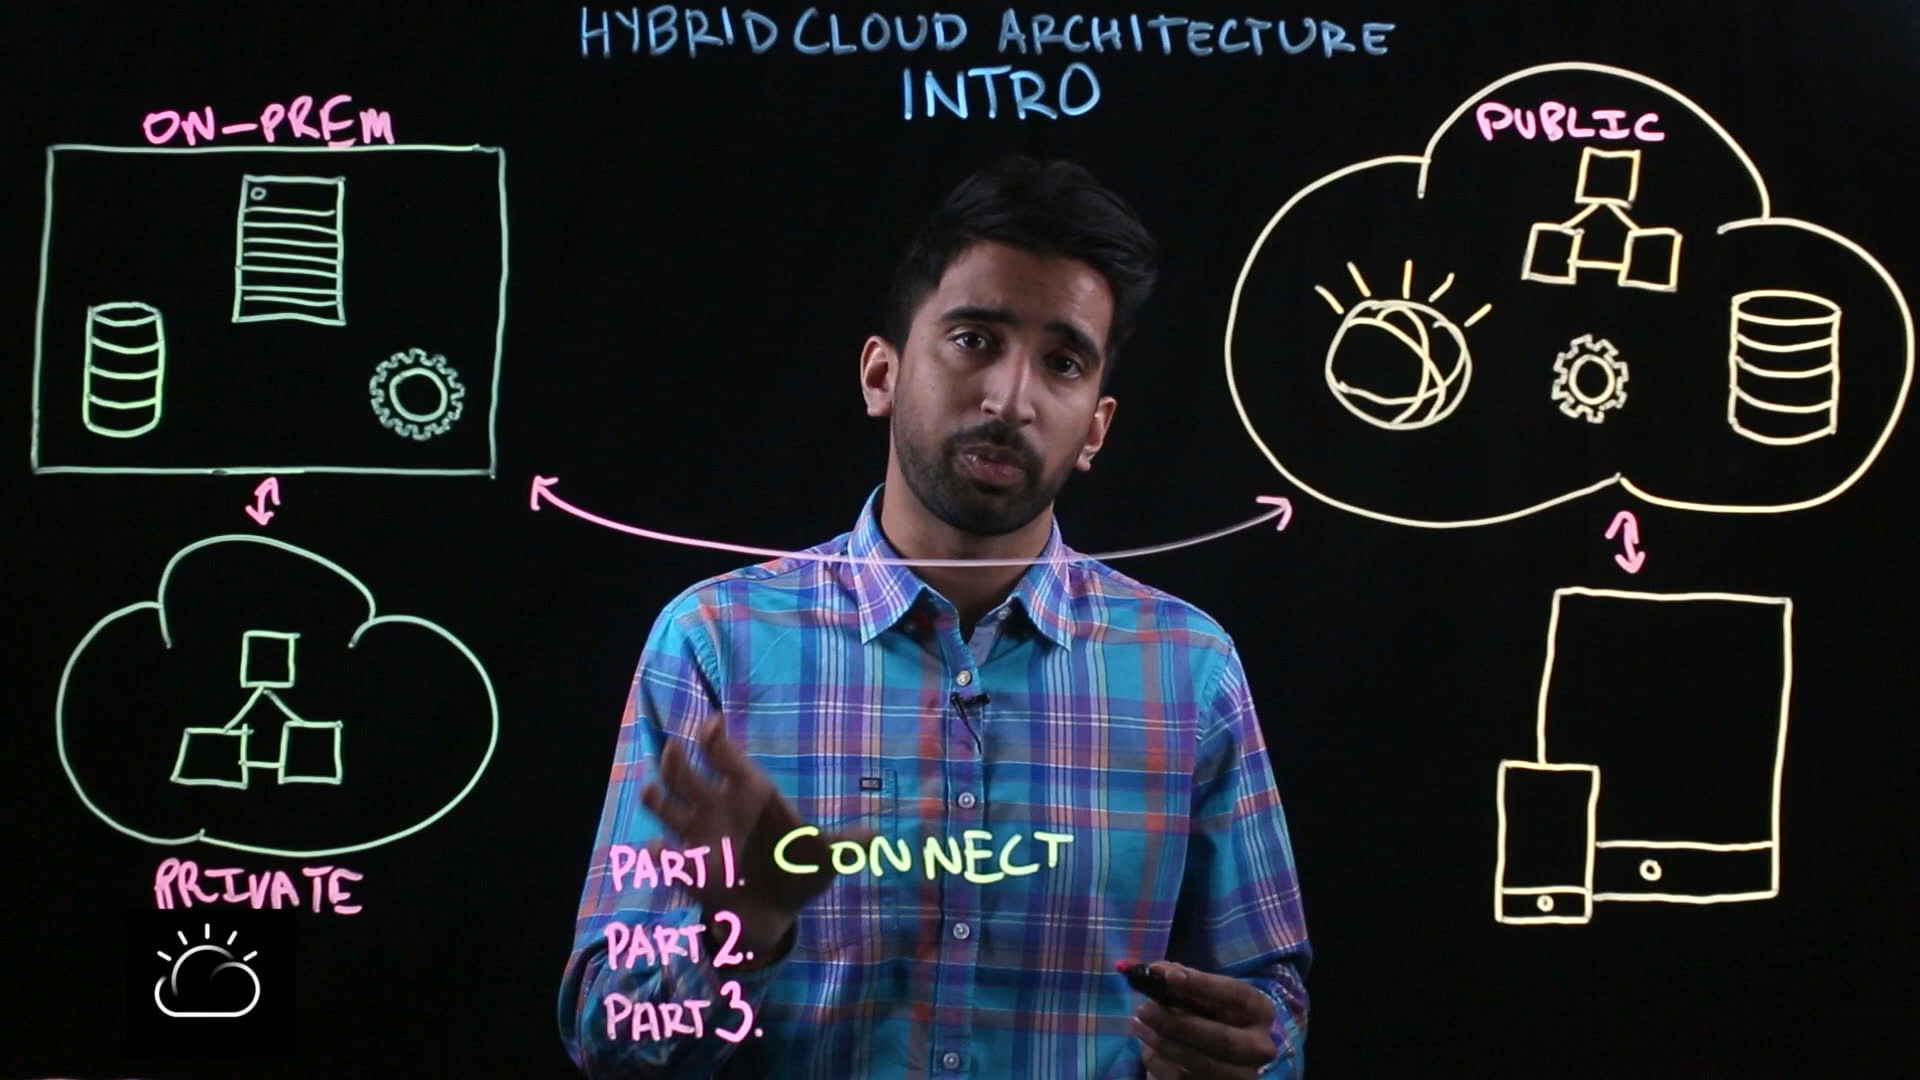 HYBRID CLOUD ARCHITECTURE
INTRO
ON-PREM
PUBLIC
PRIVATE
PART 1. CONNECT
PART 2.
PART 3.